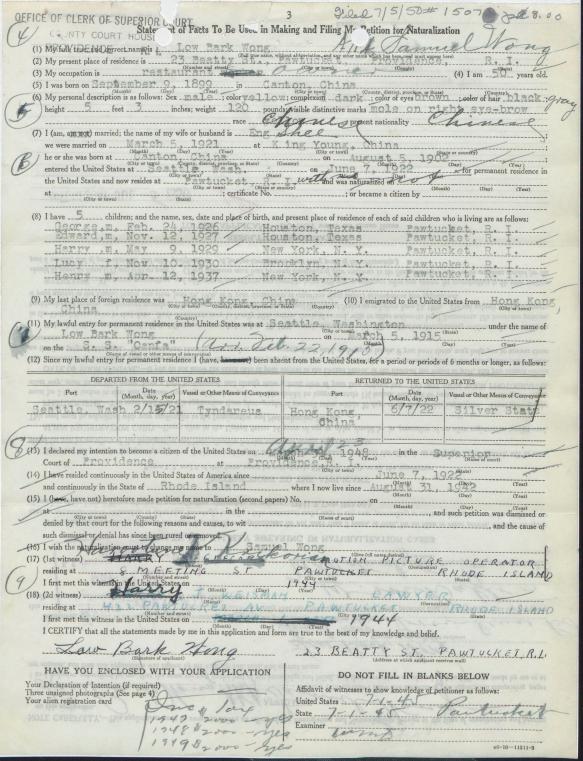 OFFICE OF CLERK OF SUPERIOR COURT
COUNTY COURT HOUSE
3
Filed 7/5/50 # 1507
8.00
Statement of Facts To Be Used in Making and Filing My Petition for Naturalization
(1) My full, true, and correct name is Low Bark Wong AKA Samuel Wong
(2) My present place of residence is 23 Beatty St., Pawtucket, Providence, R. I.
(3) My occupation is restaurant (4) I am 50 years old.
(5) I was born on September 9, 1899 in Canton, China
(6) My personal description is as follows: Sex male; color yellow; complexion dark; color of eyes brown; color of hair black, gray
height 5 feet 3 inches; weight 120 pounds; visible distinctive marks mole on right eye-brow
race Chinese present nationality Chinese
(7) I (am, am not) married; the name of my wife or husband is Eng Shee
we were married on March 5, 1921 at King Young, China
he or she was born at Canton, China on August 5, 1902
entered the United States at Seattle, Wash. on June 7, 1922 for permanent residence in
the United States and now resides at Pawtucket, R. I. with me and was naturalized on not
at certificate No. ; or became a citizen by
(8) I have 5 children; and the name, sex, date and place of birth, and present place of residence of each of said children who is living are as follows:
George, m, Feb. 24, 1926 Houston, Texas Pawtucket, R. I.
Edward, m, Nov. 12, 1927 Houston, Texas Pawtucket, R. I.
Harry, m, May 9, 1929 New York, N. Y. Pawtucket, R. I.
Lucy, f, Nov. 10, 1930 Brooklyn, N. Y. Pawtucket, R. I.
Henry, m, Apr. 12, 1937 New York, N. Y. Pawtucket, R. I.
(9) My last place of foreign residence was Hong Kong, China (10) I emigrated to the United States from Hong Kong,
China
(11) My lawful entry for permanent residence in the United States was at Seattle, Washington under the name of
Low Bark Wong on March 5, 1915
on the S. S. "Canfa" (Arr. Feb 22, 1915)
(12) Since my lawful entry for permanent residence I (have, have not) been absent from the United States, for a period or periods of 6 months or longer, as follows:
DEPARTED FROM THE UNITED STATES RETURNED TO THE UNITED STATES
Port Date (Month, day, year) Vessel or Other Means of Conveyance Port Date (Month, day, year) Vessel or Other Means of Conveyance
Seattle, Wash 2/15/21 Tyndareus Hong Kong, China 6/7/22 Silver State
(13) I declared my intention to become a citizen of the United States on April 23 1948 in the Superior
Court of Providence at Providence, R. I.
(14) I have resided continuously in the United States of America since June 7, 1922
and continuously in the State of Rhode Island where I now live since August 31, 1942
(15) I (have, have not) heretofore made petition for naturalization (second papers) No. on
at in the and such petition was dismissed or
denied by that court for the following reasons and causes, to wit and the cause of
such dismissal or denial has since been cured or removed.
(16) I wish the naturalization court to change my name to Samuel Wong
(17) (1st witness) MOTION PICTURE OPERATOR
residing at 8 MEETING ST PAWTUCKET RHODE ISLAND
I first met this witness in the United States on 1944
(18) (2d witness) Harry T. LAWYER
residing at 422 PAWTUCKET AV PAWTUCKET RHODE ISLAND
I first met this witness in the United States on 1944
I CERTIFY that all the statements made by me in this application and form are true to the best of my knowledge and belief.
Low Bark Wong 23 BEATTY ST. PAWTUCKET, R.I.
(Signature of applicant) (Address at which applicant receives mail)
HAVE YOU ENCLOSED WITH YOUR APPLICATION
Your Declaration of Intention (if required)
Three unsigned photographs (See page 4)
Your alien registration card
Inc Tax
1947 2000 - yes
1948 2000 - yes
1949 2000 - yes
DO NOT FILL IN BLANKS BELOW
Affidavit of witnesses to show knowledge of petitioner as follows:
United States 7-1-45
State 7-1-45 Pawtucket
Examiner